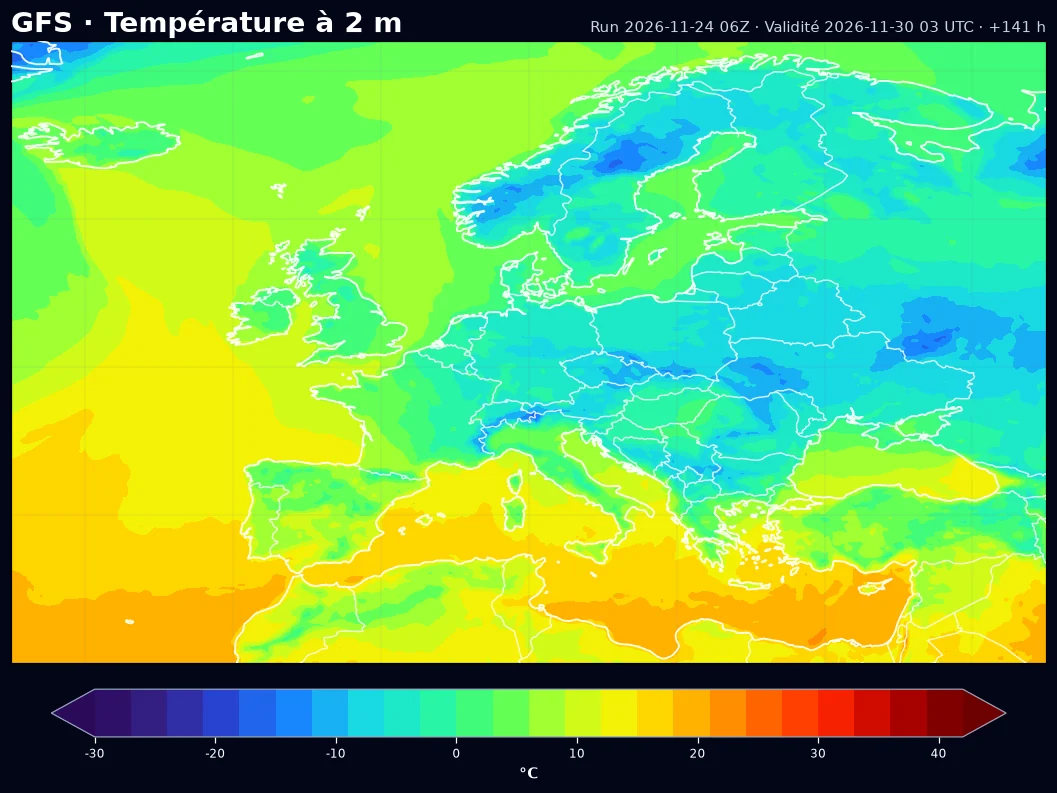 GFS · Température à 2 m
Run 2026-11-24 06Z · Validité 2026-11-30 03 UTC · +141 h
-30 -20 -10 0 10 20 30 40
°C